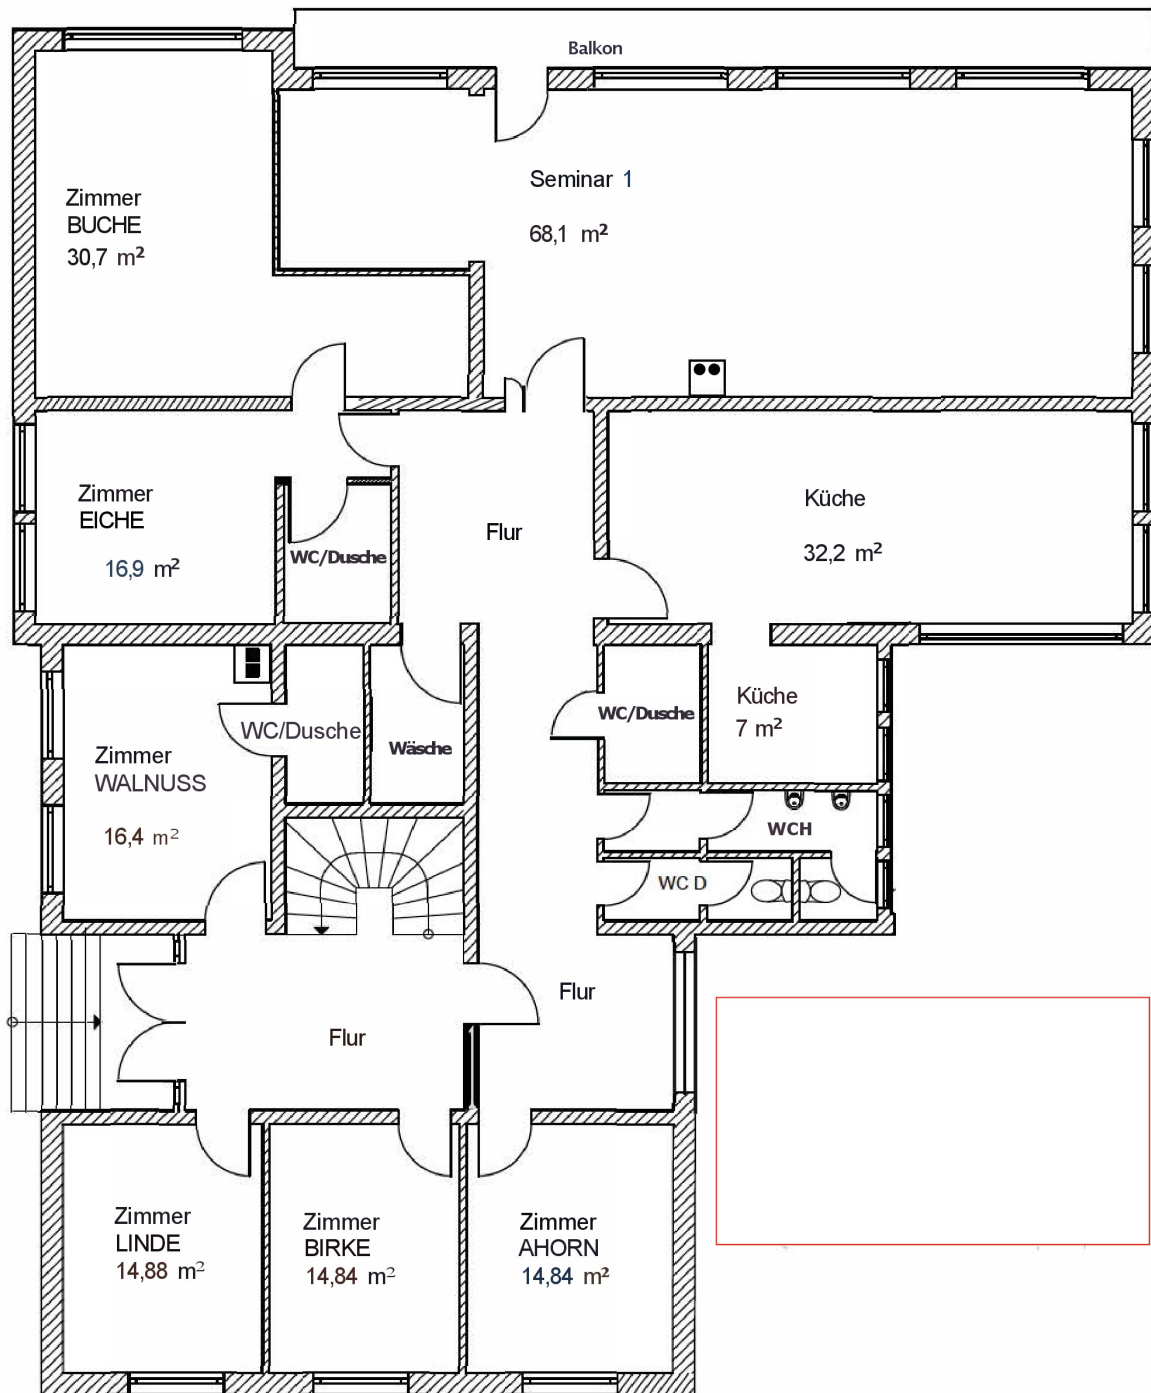 Balkon
Seminar 1
68,1 m²
Zimmer
BUCHE
30,7 m²
Zimmer
EICHE
16,9 m²
WC/Dusche
Flur
Küche
32,2 m²
Zimmer
WALNUSS
16,4 m²
WC/Dusche
Wäsche
WC/Dusche
Küche
7 m²
WCH
WC D
Flur
Flur
Zimmer
LINDE
14,88 m²
Zimmer
BIRKE
14,84 m²
Zimmer
AHORN
14,84 m²